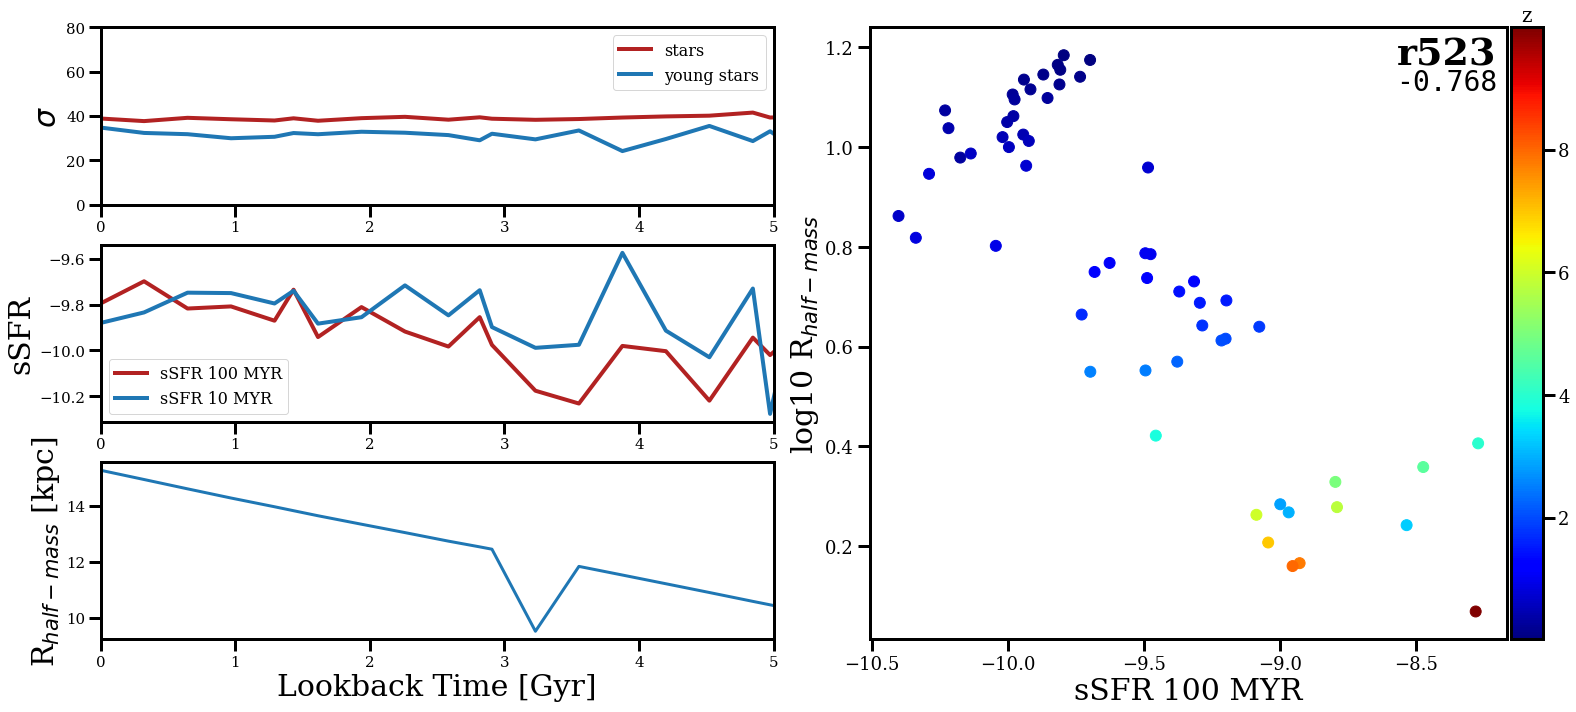 80
60
40
20
0
σ
stars
young stars
0 1 2 3 4 5
−9.6
−9.8
−10.0
−10.2
sSFR
sSFR 100 MYR
sSFR 10 MYR
0 1 2 3 4 5
14
12
10
R_half−mass [kpc]
0 1 2 3 4 5
Lookback Time [Gyr]
1.2
1.0
0.8
0.6
0.4
0.2
log10 R_half−mass
r523
-0.768
−10.5 −10.0 −9.5 −9.0 −8.5
sSFR 100 MYR
z
8
6
4
2